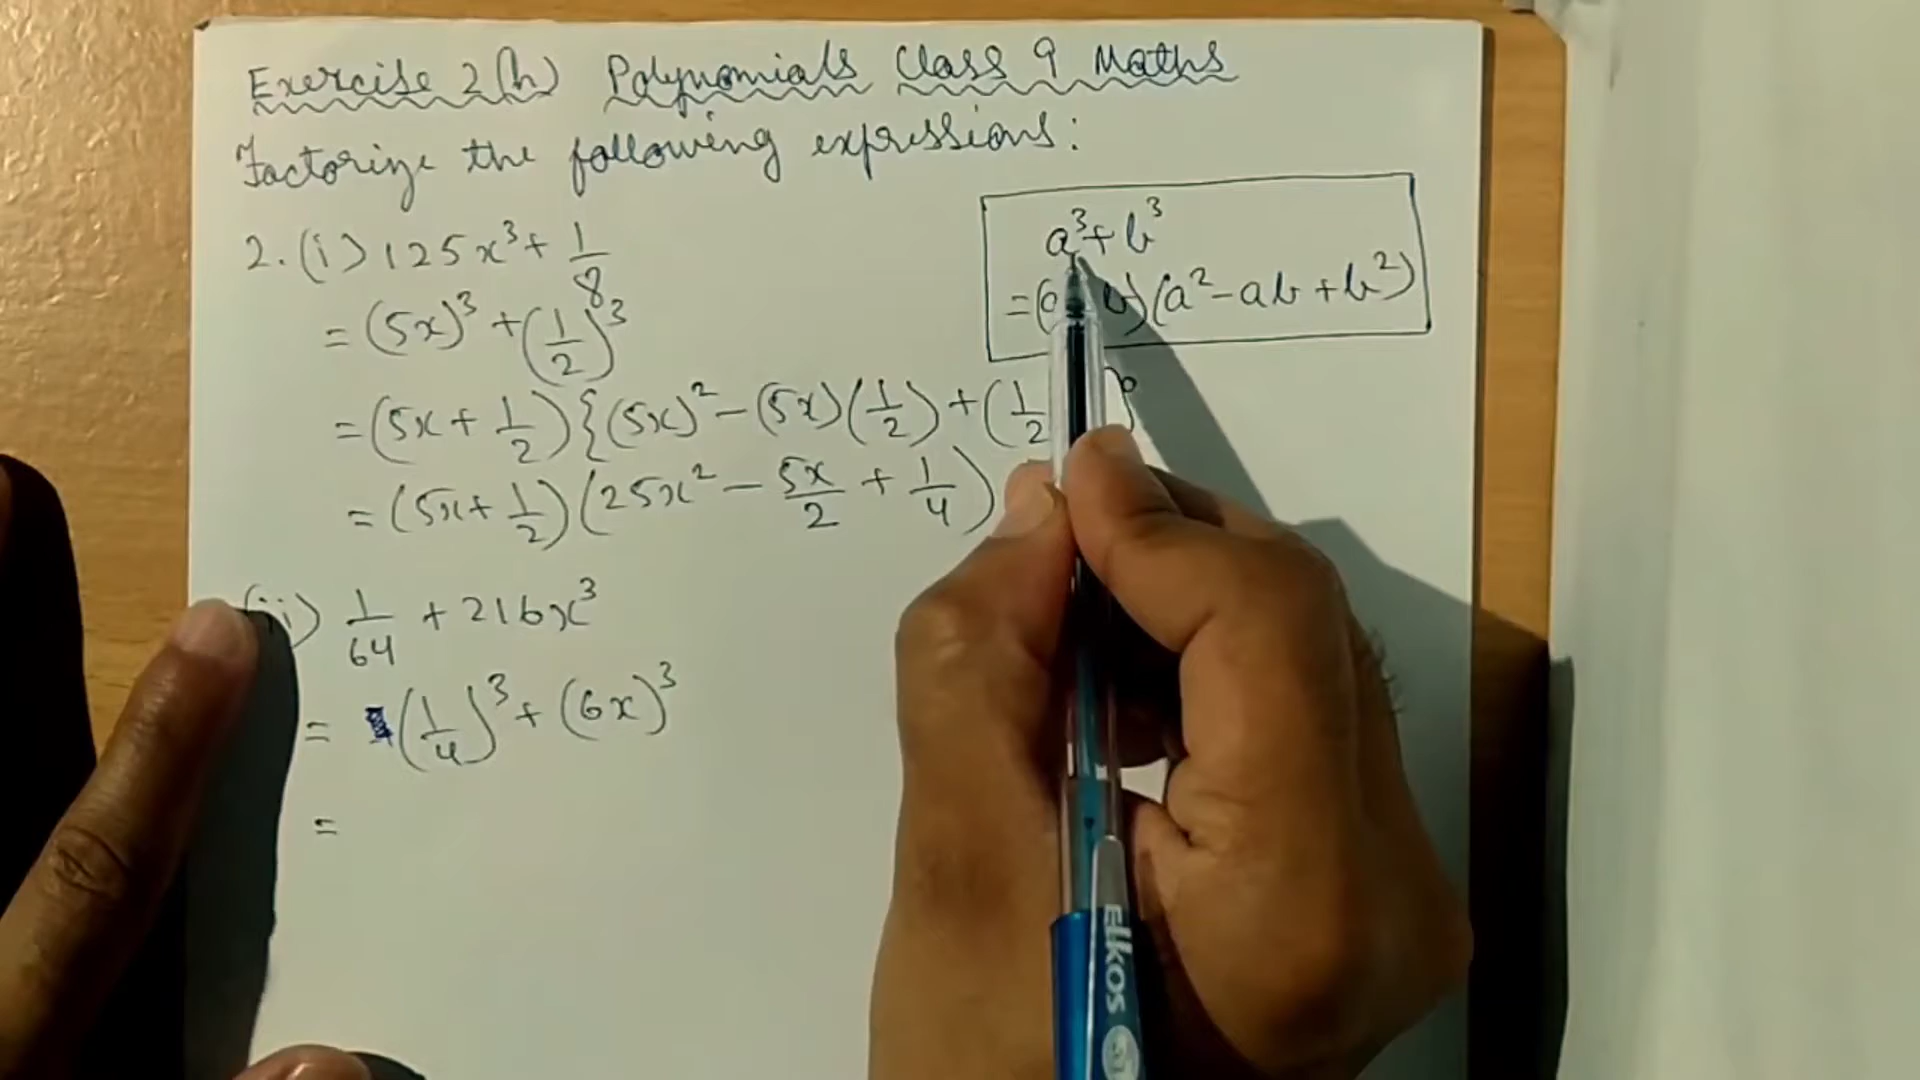 Exercise 2(h) Polynomials Class 9 Maths
Factorize the following expressions:
2. (i) 125x³ + 1/8
= (5x)³ + (1/2)³
= (5x + 1/2) {(5x)² - (5x)(1/2) + (1/2
= (5x + 1/2) (25x² - 5x/2 + 1/4)
a³ + b³
= (a b) (a² - ab + b²)
ii) 1/64 + 216x³
= (1/4)³ + (6x)³
=
elkos